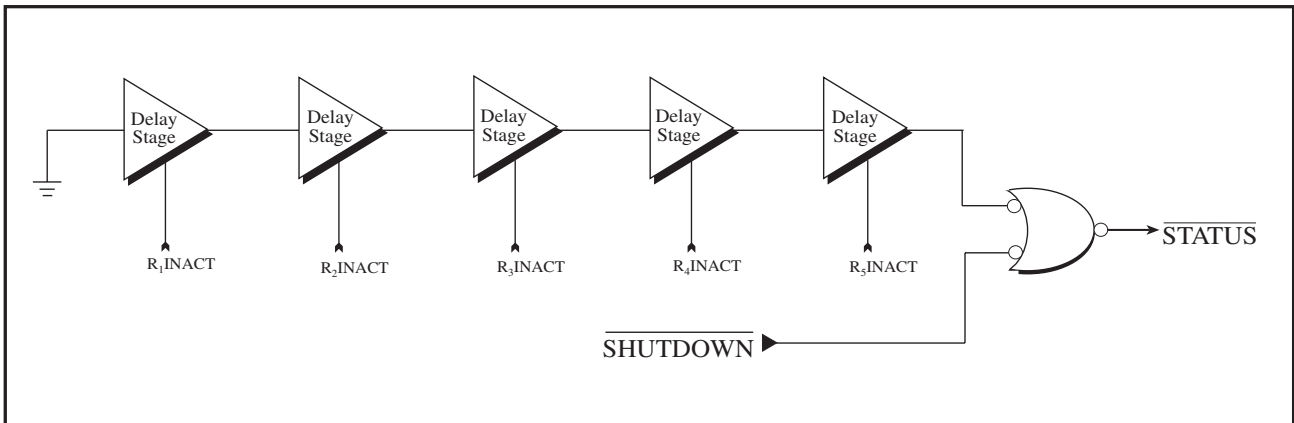 Delay
Stage
Delay
Stage
Delay
Stage
Delay
Stage
Delay
Stage
R₁INACT
R₂INACT
R₃INACT
R₄INACT
R₅INACT
STATUS
SHUTDOWN